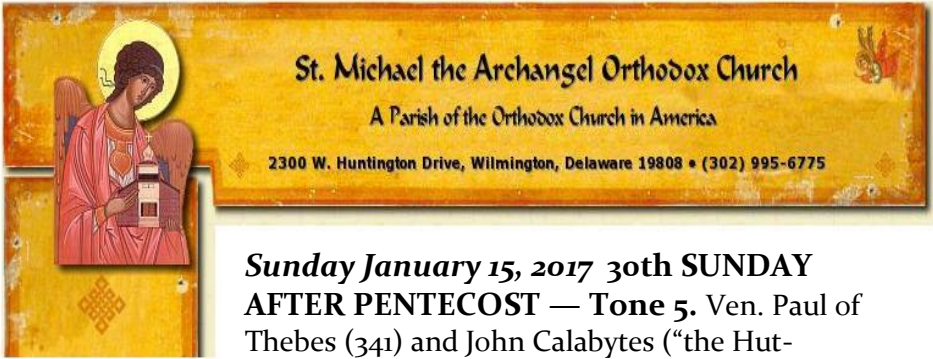 St. Michael the Archangel Orthodox Church
A Parish of the Orthodox Church in America
2300 W. Huntington Drive, Wilmington, Delaware 19808 • (302) 995-6775
Sunday January 15, 2017 30th SUNDAY
AFTER PENTECOST — Tone 5. Ven. Paul of
Thebes (341) and John Calabytes (“the Hut-